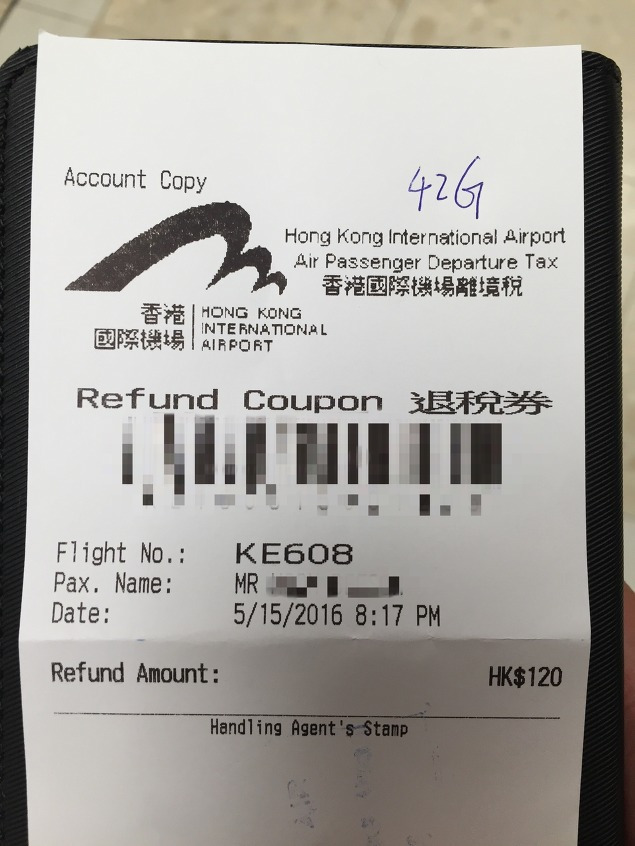 Account Copy
42G
Hong Kong International Airport
Air Passenger Departure Tax
香港國際機場離境稅
香港
國際機場
HONG KONG
INTERNATIONAL
AIRPORT
Refund Coupon 退稅券
Flight No.: KE608
Pax. Name: MR
Date: 5/15/2016 8:17 PM
Refund Amount: HK$120
Handling Agent's Stamp